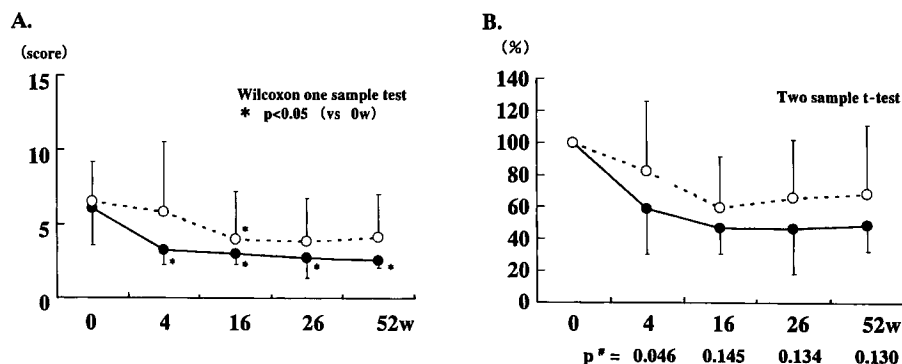 A.
(score)
15
10
5
0
Wilcoxon one sample test
* p<0.05 (vs 0w)
*
*
*
*
*
0 4 16 26 52w
B.
(%)
140
120
100
80
60
40
20
0
Two sample t-test
0 4 16 26 52w
p# = 0.046 0.145 0.134 0.130